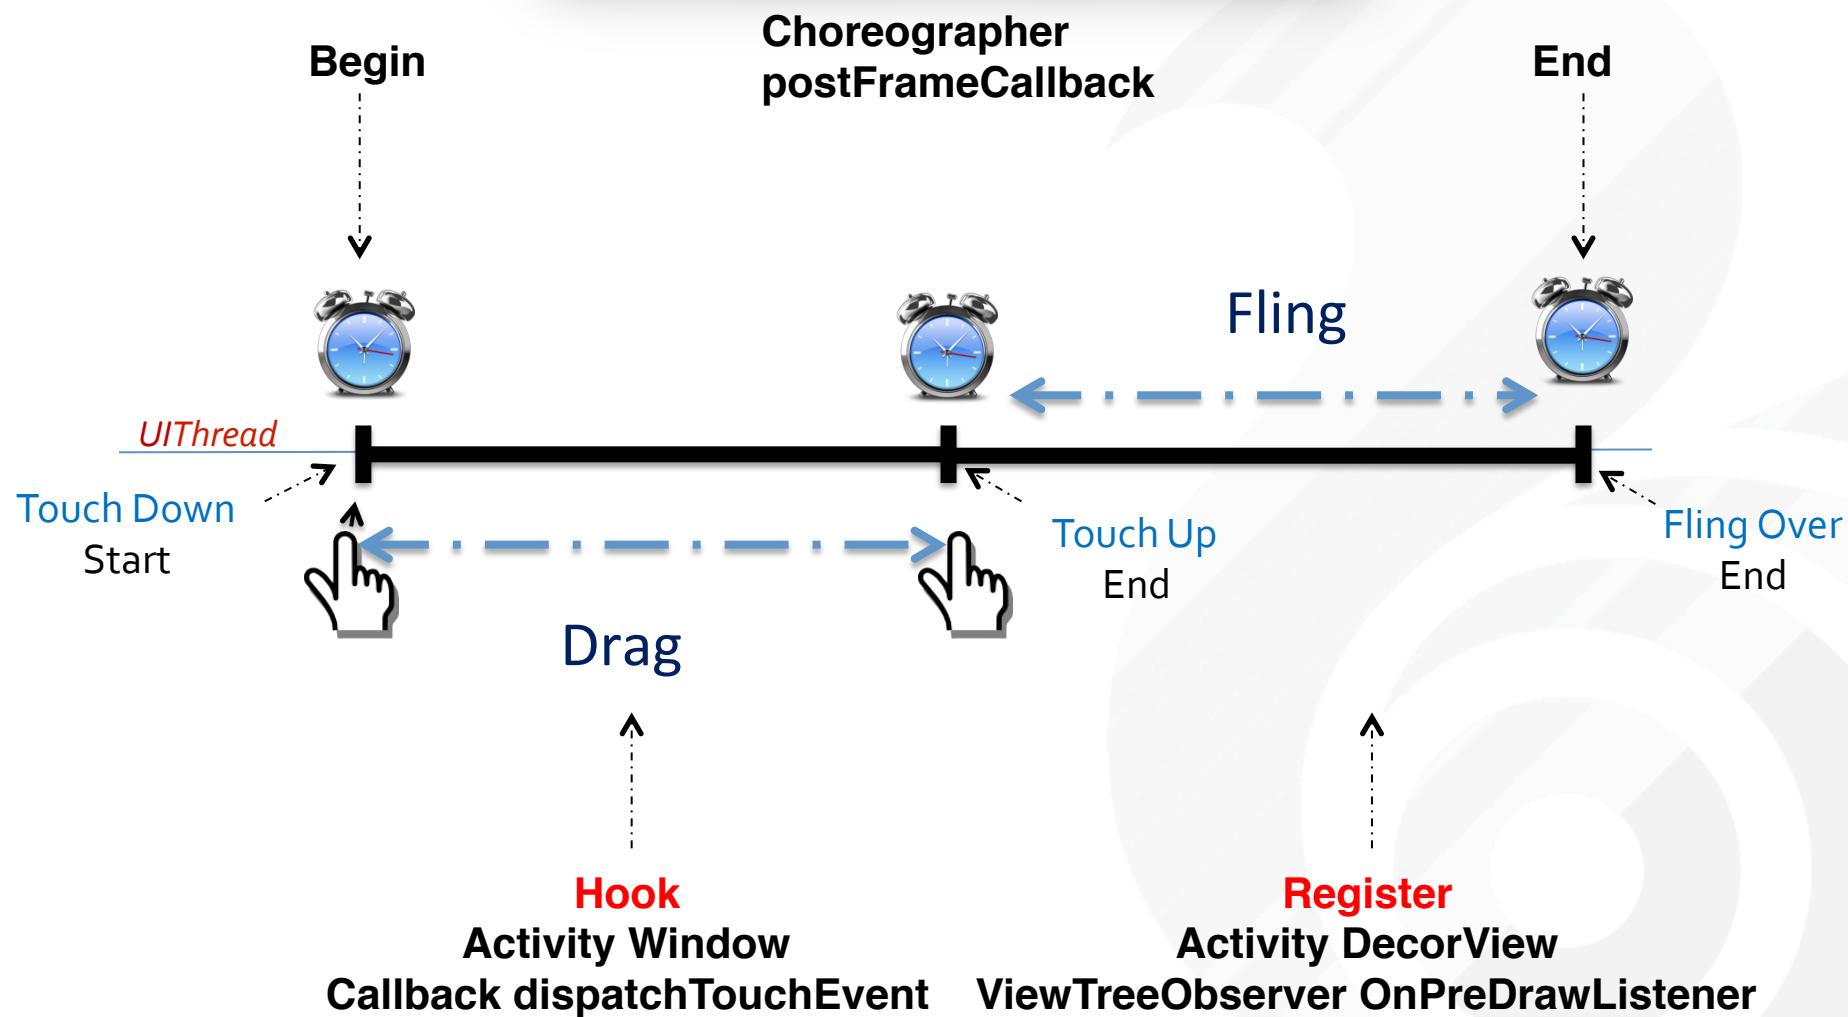 Choreographer
postFrameCallback
Begin
End
Fling
UIThread
Touch Down
Start
Touch Up
End
Fling Over
End
Drag
Hook
Activity Window
Callback dispatchTouchEvent
Register
Activity DecorView
ViewTreeObserver OnPreDrawListener